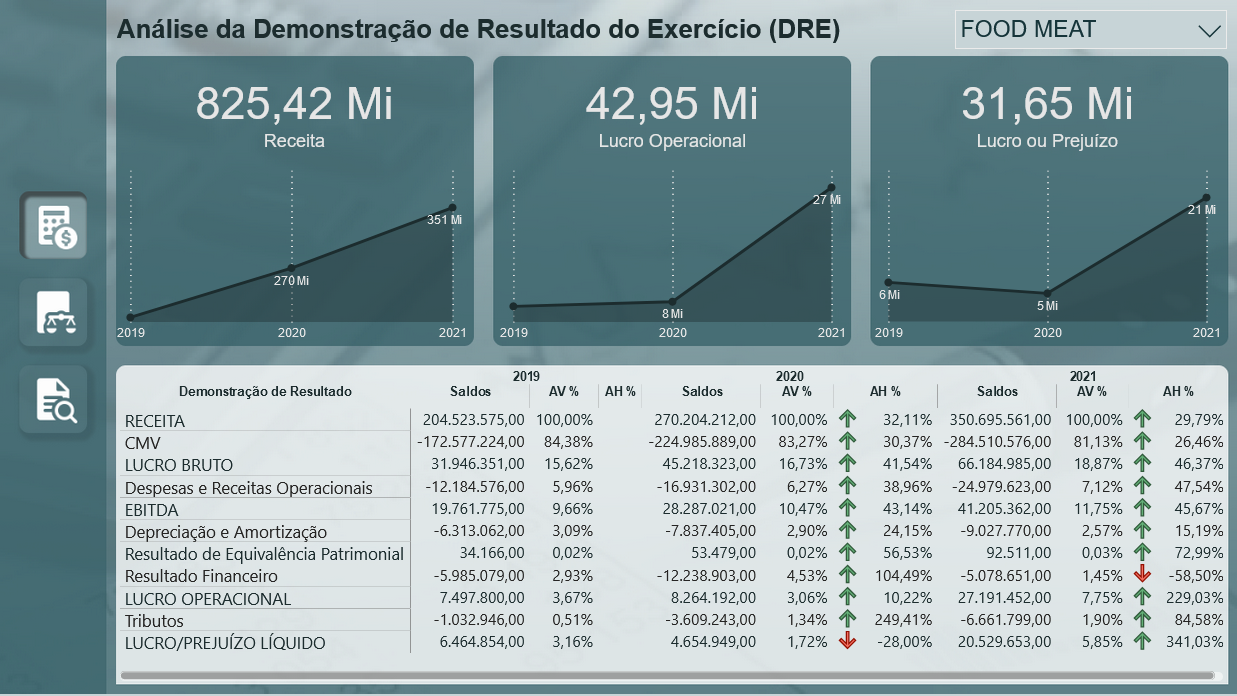 Análise da Demonstração de Resultado do Exercício (DRE)
FOOD MEAT
825,42 Mi
Receita
351 Mi
270 Mi
2019 2020 2021
42,95 Mi
Lucro Operacional
27 Mi
8 Mi
2019 2020 2021
31,65 Mi
Lucro ou Prejuízo
21 Mi
6 Mi
5 Mi
2019 2020 2021
2019 2020 2021
Demonstração de Resultado Saldos AV % AH % Saldos AV % AH % Saldos AV % AH %
RECEITA 204.523.575,00 100,00% 270.204.212,00 100,00% 32,11% 350.695.561,00 100,00% 29,79%
CMV -172.577.224,00 84,38% -224.985.889,00 83,27% 30,37% -284.510.576,00 81,13% 26,46%
LUCRO BRUTO 31.946.351,00 15,62% 45.218.323,00 16,73% 41,54% 66.184.985,00 18,87% 46,37%
Despesas e Receitas Operacionais -12.184.576,00 5,96% -16.931.302,00 6,27% 38,96% -24.979.623,00 7,12% 47,54%
EBITDA 19.761.775,00 9,66% 28.287.021,00 10,47% 43,14% 41.205.362,00 11,75% 45,67%
Depreciação e Amortização -6.313.062,00 3,09% -7.837.405,00 2,90% 24,15% -9.027.770,00 2,57% 15,19%
Resultado de Equivalência Patrimonial 34.166,00 0,02% 53.479,00 0,02% 56,53% 92.511,00 0,03% 72,99%
Resultado Financeiro -5.985.079,00 2,93% -12.238.903,00 4,53% 104,49% -5.078.651,00 1,45% -58,50%
LUCRO OPERACIONAL 7.497.800,00 3,67% 8.264.192,00 3,06% 10,22% 27.191.452,00 7,75% 229,03%
Tributos -1.032.946,00 0,51% -3.609.243,00 1,34% 249,41% -6.661.799,00 1,90% 84,58%
LUCRO/PREJUÍZO LÍQUIDO 6.464.854,00 3,16% 4.654.949,00 1,72% -28,00% 20.529.653,00 5,85% 341,03%